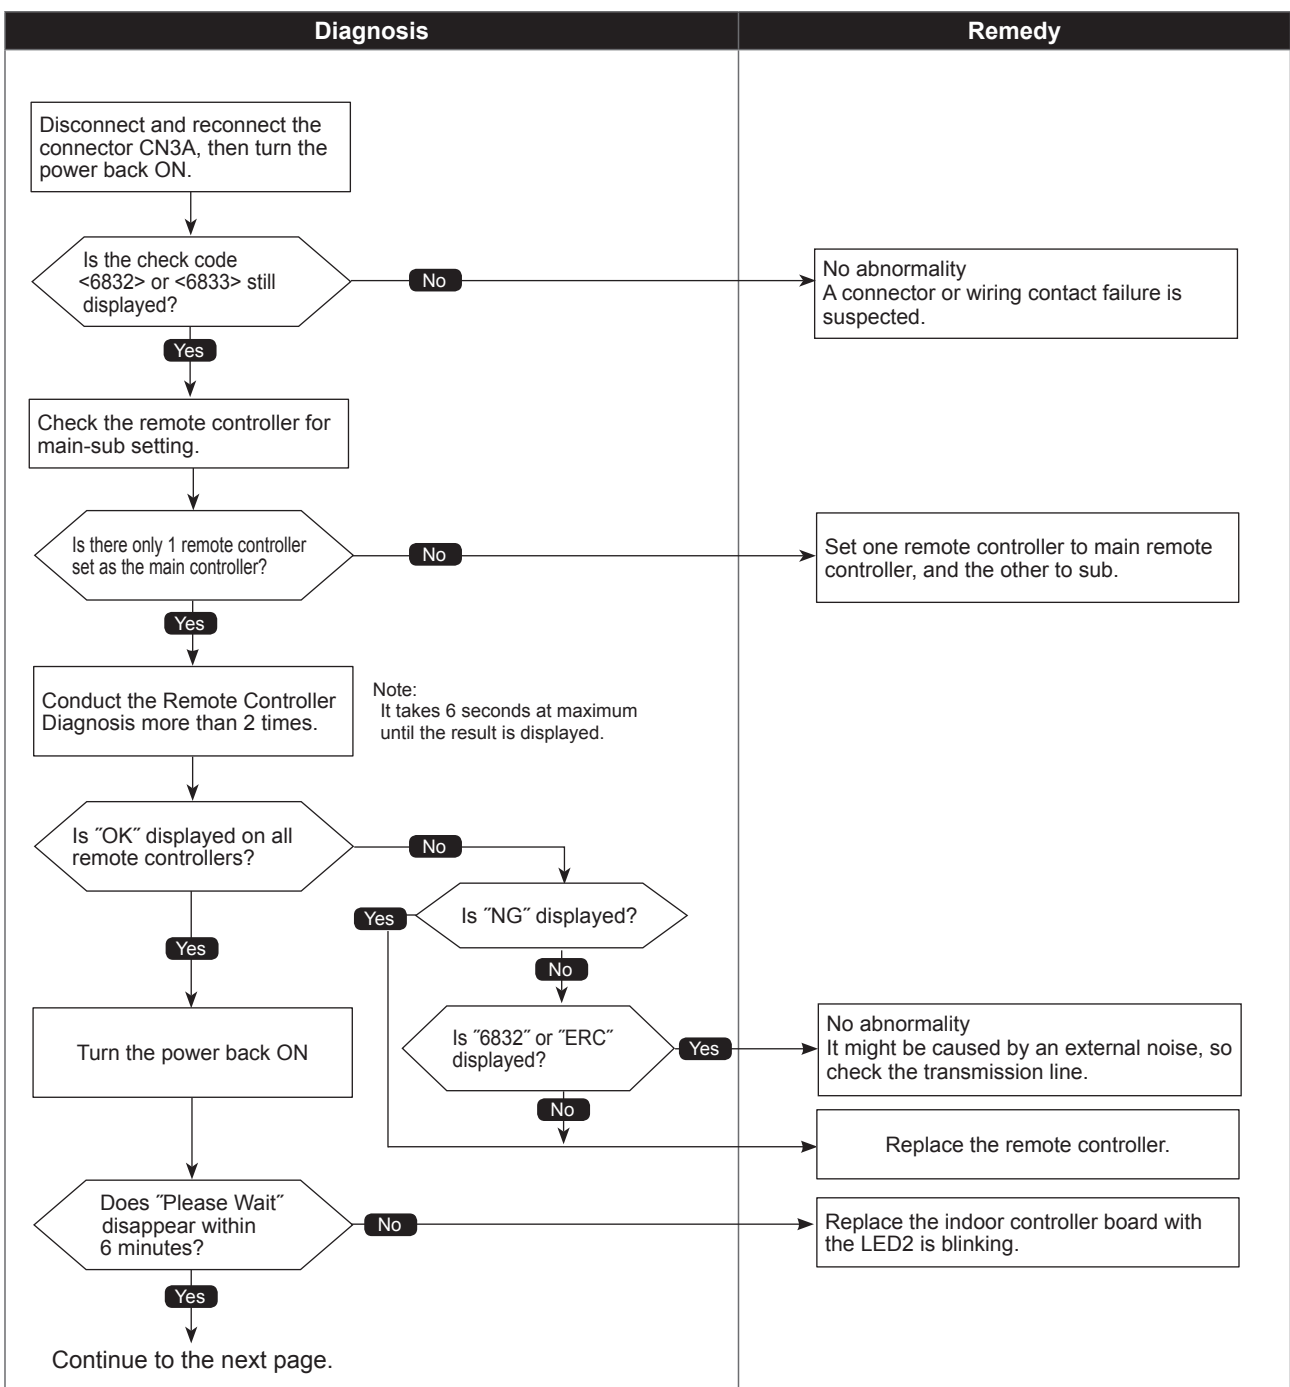 Diagnosis
Remedy
Disconnect and reconnect the
connector CN3A, then turn the
power back ON.
Is the check code
<6832> or <6833> still
displayed?
No
No abnormality
A connector or wiring contact failure is
suspected.
Yes
Check the remote controller for
main-sub setting.
Is there only 1 remote controller
set as the main controller?
No
Set one remote controller to main remote
controller, and the other to sub.
Yes
Conduct the Remote Controller
Diagnosis more than 2 times.
Note:
It takes 6 seconds at maximum
until the result is displayed.
Is ˝OK˝ displayed on all
remote controllers?
No
Is ˝NG˝ displayed?
Yes
Yes
No
Turn the power back ON
Is ˝6832˝ or ˝ERC˝
displayed?
Yes
No abnormality
It might be caused by an external noise, so
check the transmission line.
No
Replace the remote controller.
Does ˝Please Wait˝
disappear within
6 minutes?
No
Replace the indoor controller board with
the LED2 is blinking.
Yes
Continue to the next page.